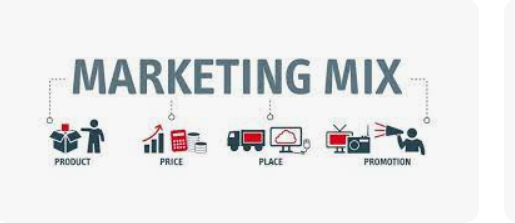 MARKETING MIX
PRODUCT PRICE PLACE PROMOTION